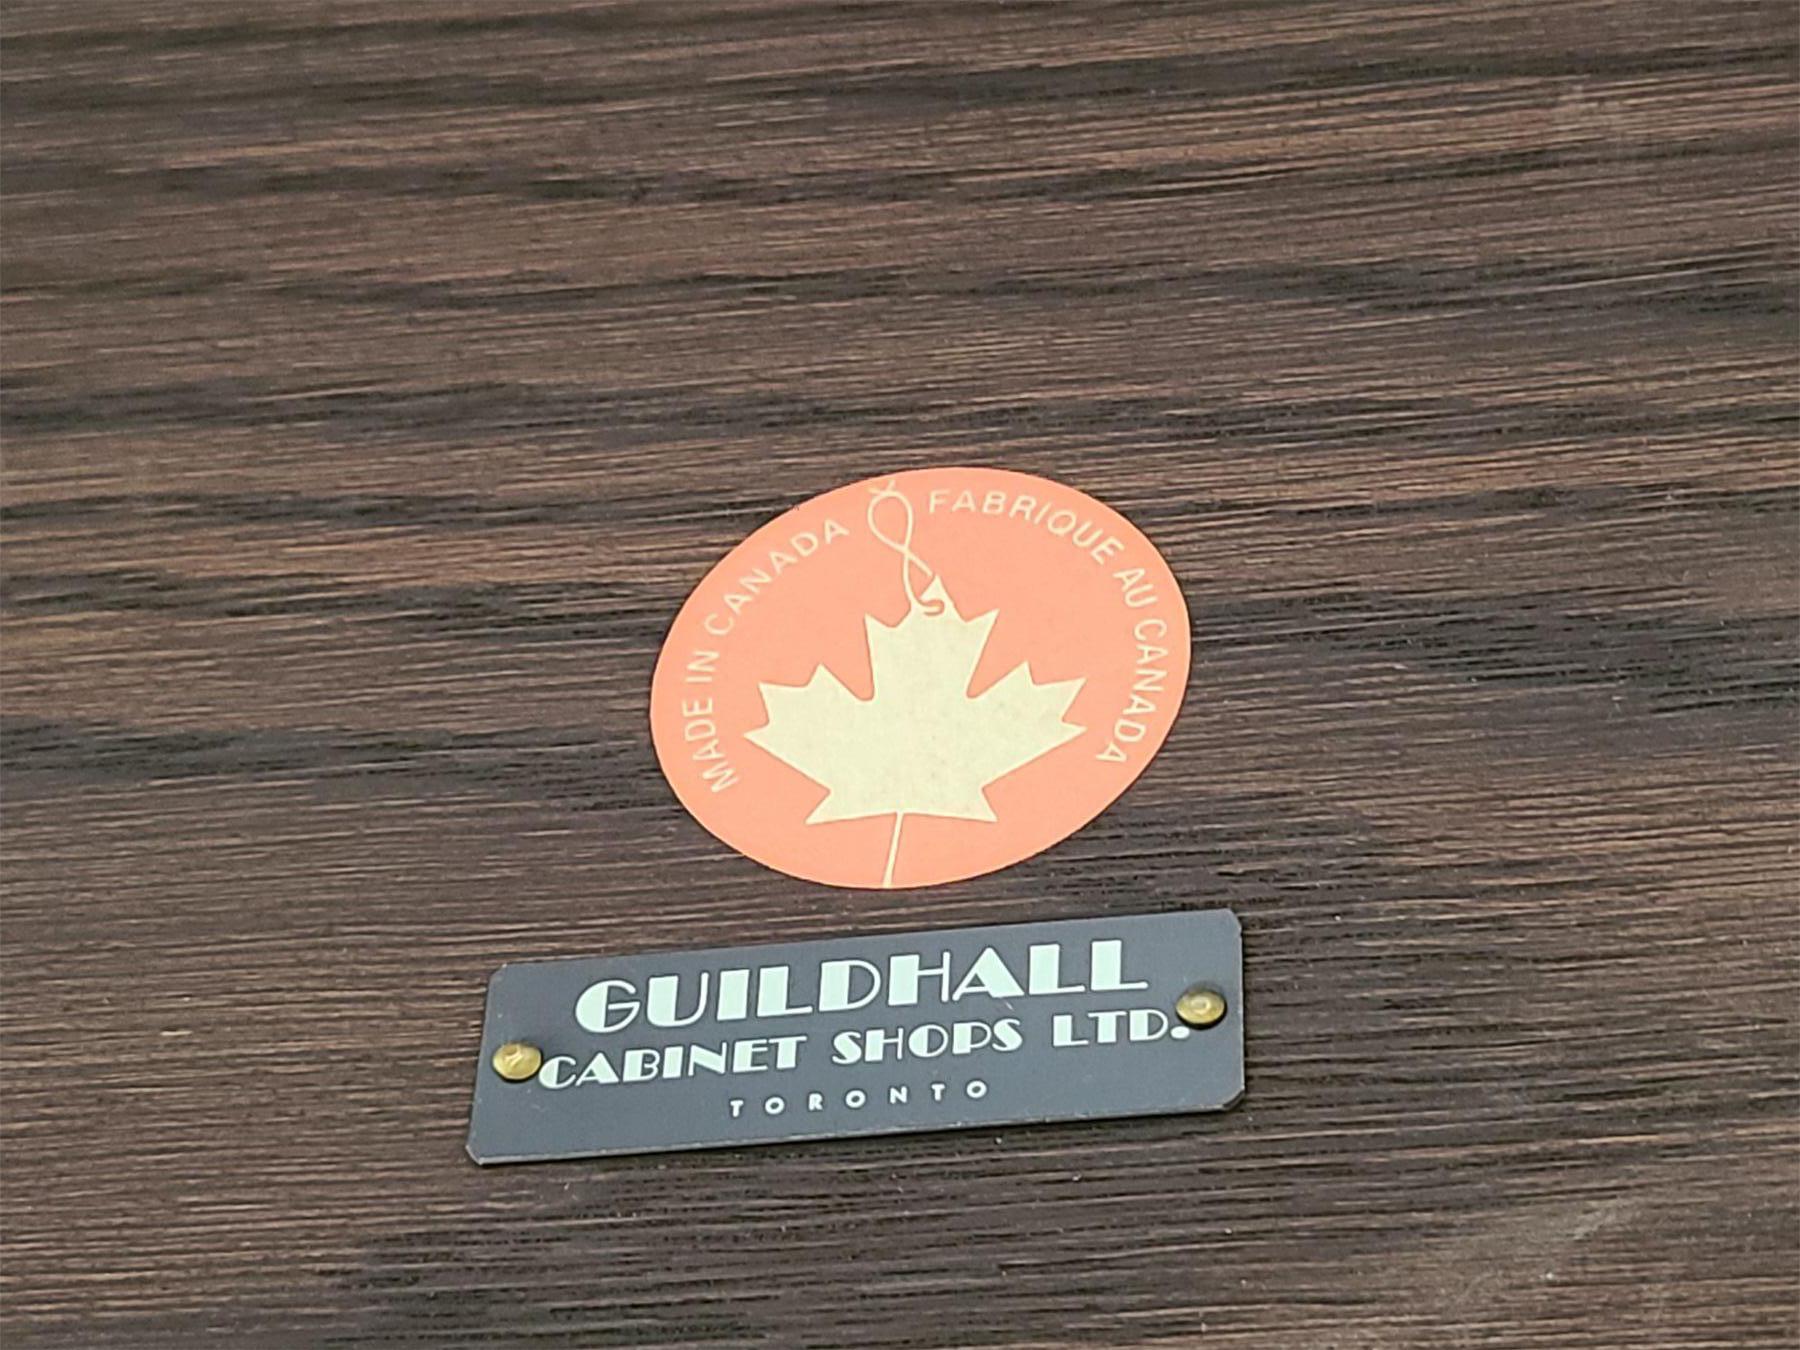 MADE IN CANADA
FABRIQUE AU CANADA
GUILDHALL
CABINET SHOPS LTD.
TORONTO